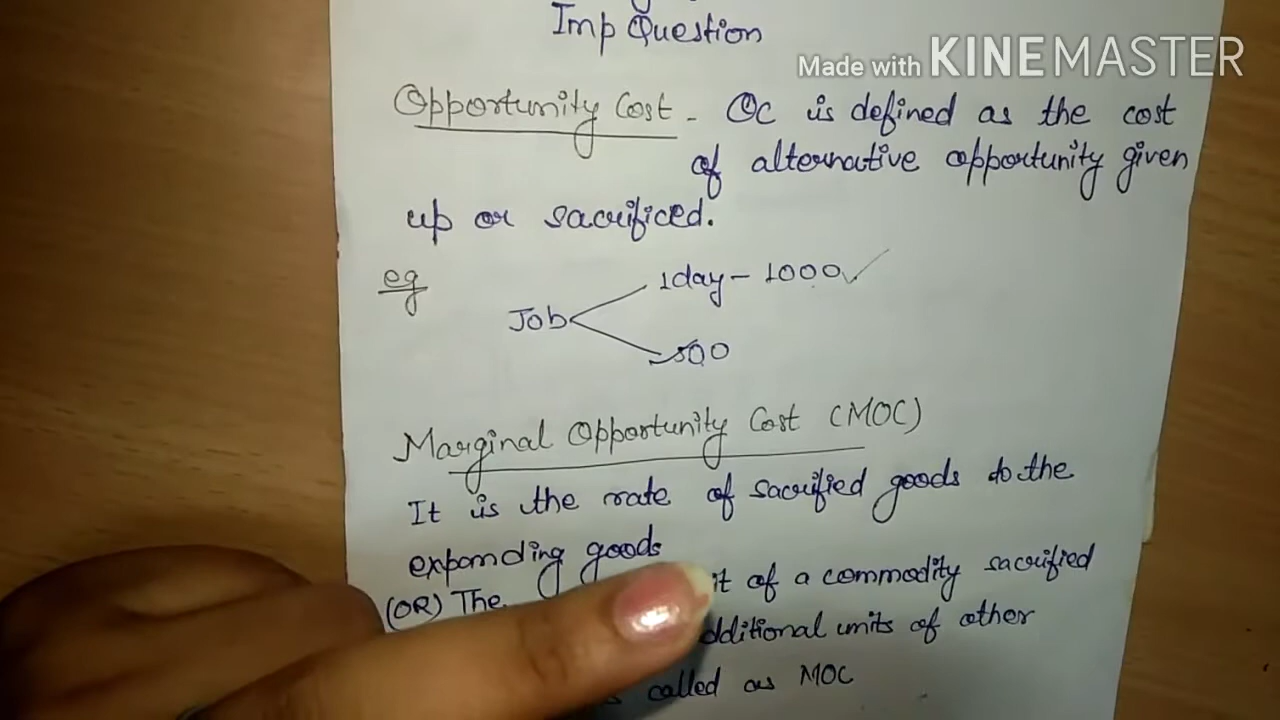 Imp Question
Made with KINEMASTER
Opportunity Cost - OC is defined as the cost
of alternative opportunity given
up or sacrificed.
eg
1day - 1000 ✓
Job
500
Marginal Opportunity Cost (MOC)
It is the rate of sacrified goods to the
expanding goods
(OR) The it of a commodity sacrified
dditional units of other
called as MOC